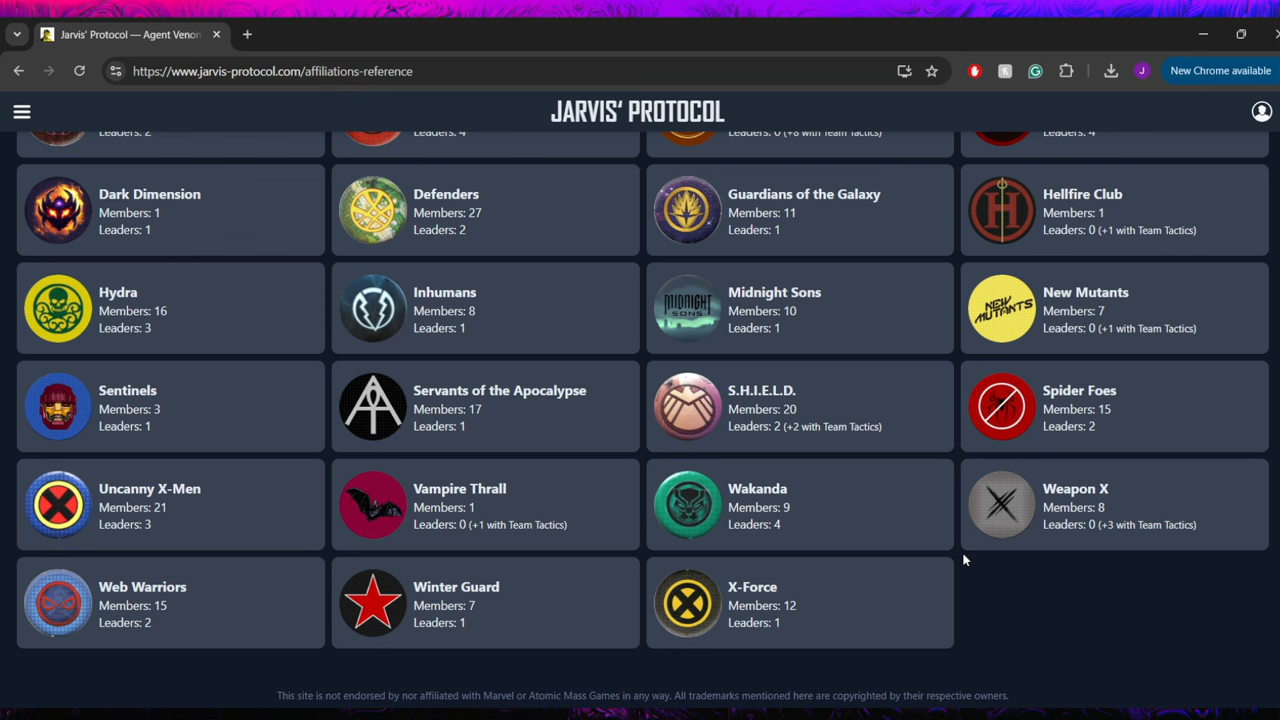 Jarvis' Protocol — Agent Venom
https://www.jarvis-protocol.com/affiliations-reference
New Chrome available
JARVIS' PROTOCOL
Leaders: 2
Leaders: 4
Leaders: 0 (+8 with Team Tactics)
Leaders: 4
Dark Dimension
Members: 1
Leaders: 1
Defenders
Members: 27
Leaders: 2
Guardians of the Galaxy
Members: 11
Leaders: 1
H
Hellfire Club
Members: 1
Leaders: 0 (+1 with Team Tactics)
Hydra
Members: 16
Leaders: 3
Inhumans
Members: 8
Leaders: 1
MIDNIGHT
SONS
Midnight Sons
Members: 10
Leaders: 1
NEW
MUTANTS
New Mutants
Members: 7
Leaders: 0 (+1 with Team Tactics)
Sentinels
Members: 3
Leaders: 1
Servants of the Apocalypse
Members: 17
Leaders: 1
S.H.I.E.L.D.
Members: 20
Leaders: 2 (+2 with Team Tactics)
Spider Foes
Members: 15
Leaders: 2
Uncanny X-Men
Members: 21
Leaders: 3
Vampire Thrall
Members: 1
Leaders: 0 (+1 with Team Tactics)
Wakanda
Members: 9
Leaders: 4
Weapon X
Members: 8
Leaders: 0 (+3 with Team Tactics)
Web Warriors
Members: 15
Leaders: 2
Winter Guard
Members: 7
Leaders: 1
X-Force
Members: 12
Leaders: 1
This site is not endorsed by nor affiliated with Marvel or Atomic Mass Games in any way. All trademarks mentioned here are copyrighted by their respective owners.